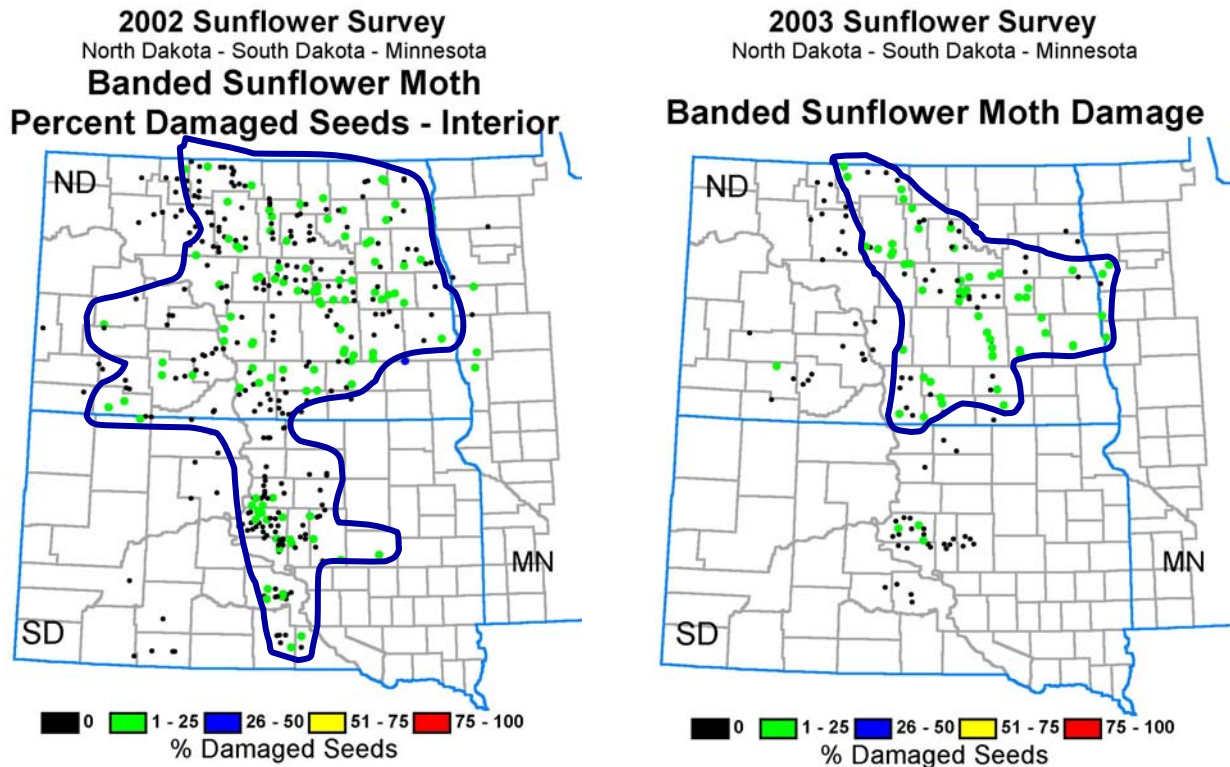 2002 Sunflower Survey
North Dakota - South Dakota - Minnesota
Banded Sunflower Moth
Percent Damaged Seeds - Interior
ND
MN
SD
0 1 - 25 26 - 50 51 - 75 75 - 100
% Damaged Seeds
2003 Sunflower Survey
North Dakota - South Dakota - Minnesota
Banded Sunflower Moth Damage
ND
MN
SD
0 1 - 25 26 - 50 51 - 75 75 - 100
% Damaged Seeds